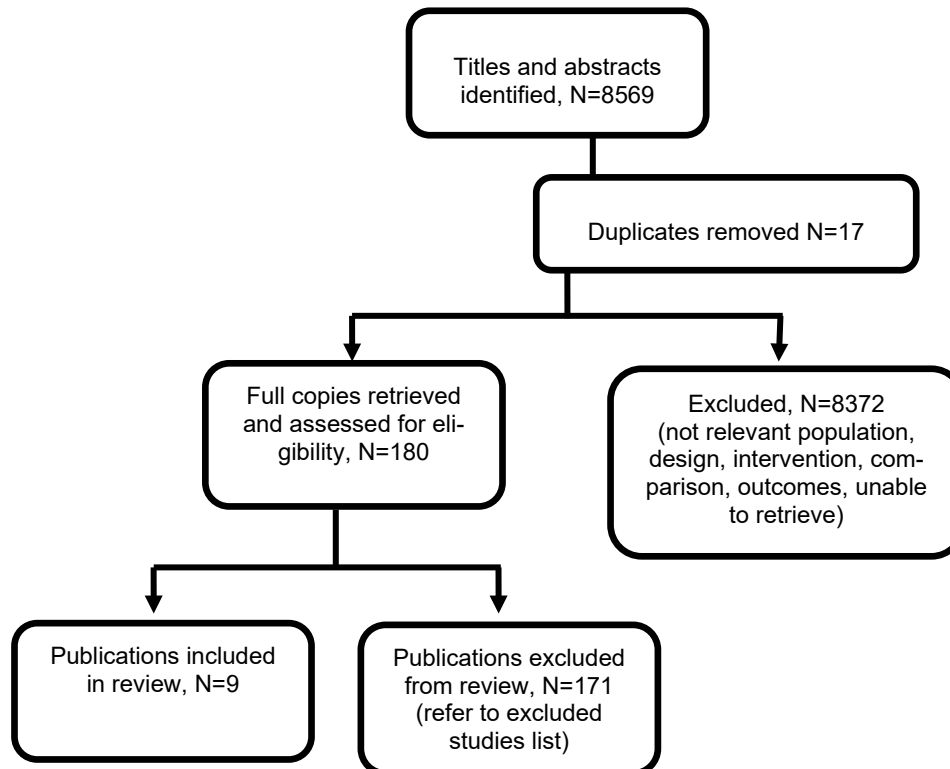 Titles and abstracts
identified, N=8569
Duplicates removed N=17
Full copies retrieved
and assessed for eli-
gibility, N=180
Excluded, N=8372
(not relevant population,
design, intervention, com-
parison, outcomes, unable
to retrieve)
Publications included
in review, N=9
Publications excluded
from review, N=171
(refer to excluded
studies list)